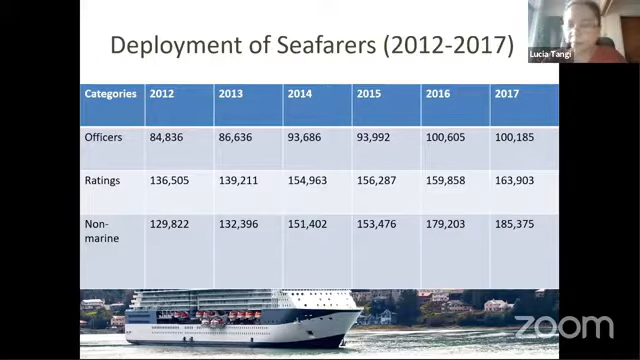 Deployment of Seafarers (2012-2017)
Lucia Tangi
Categories 2012 2013 2014 2015 2016 2017
Officers 84,836 86,636 93,686 93,992 100,605 100,185
Ratings 136,505 139,211 154,963 156,287 159,858 163,903
Non-marine 129,822 132,396 151,402 153,476 179,203 185,375
zoom